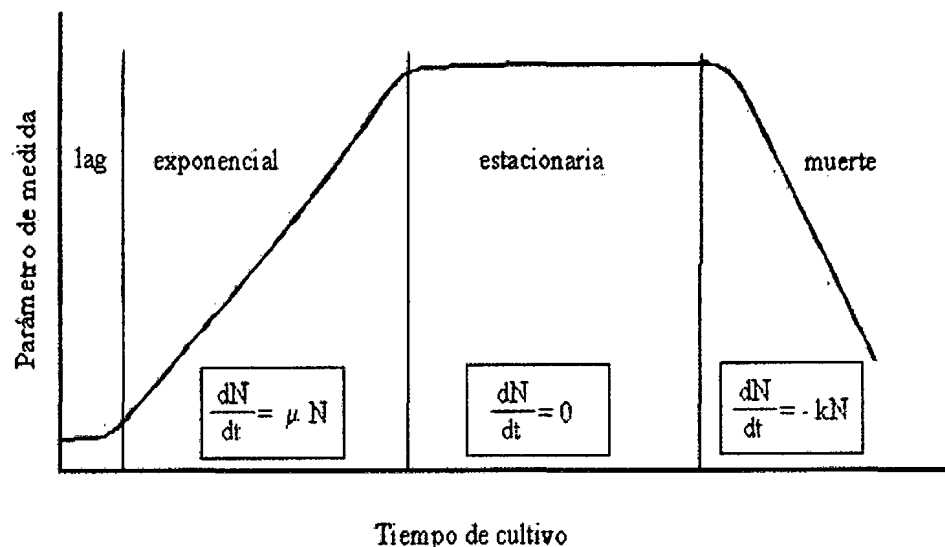 Parámetro de medida
lag
exponencial
estacionaria
muerte
dN/dt = μ N
dN/dt = 0
dN/dt = - kN
Tiempo de cultivo